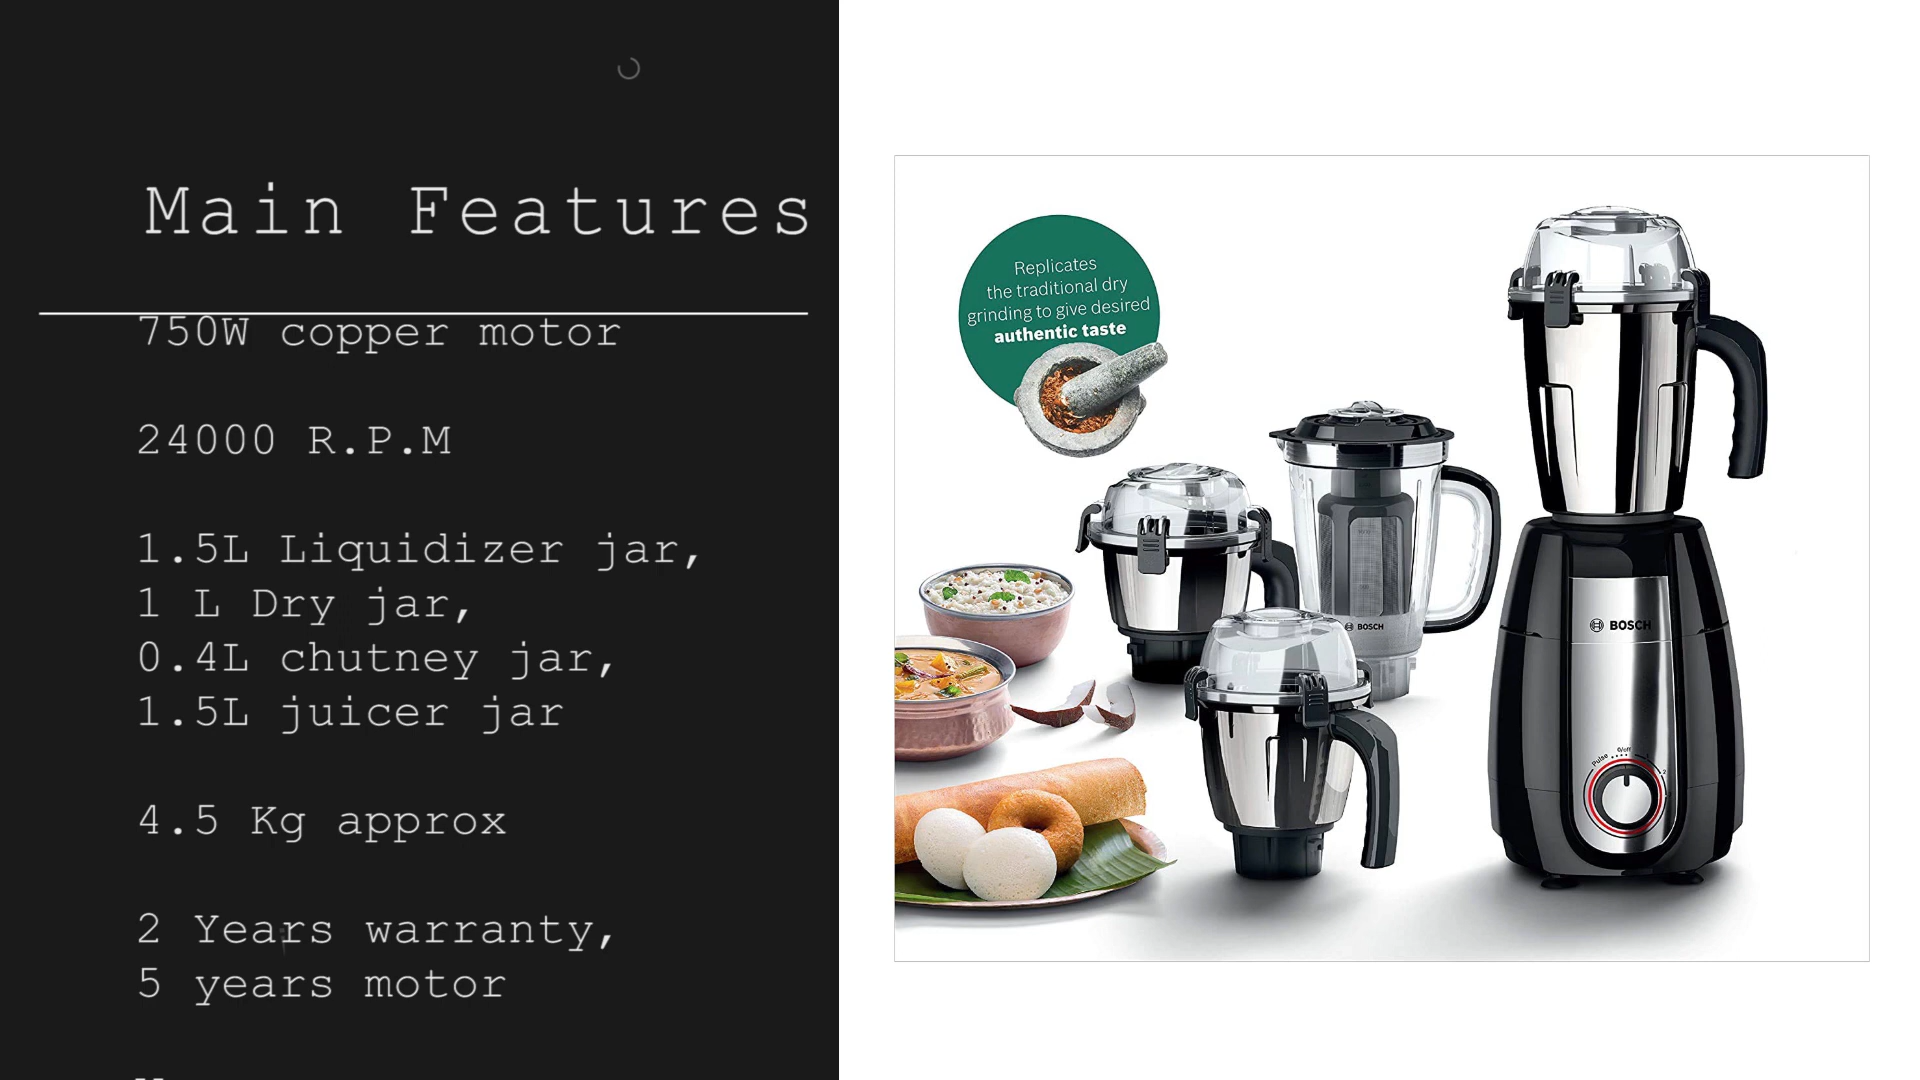 Main Features
750W copper motor
24000 R.P.M
1.5L Liquidizer jar,
1 L Dry jar,
0.4L chutney jar,
1.5L juicer jar
4.5 Kg approx
2 Years warranty,
5 years motor
Replicates
the traditional dry
grinding to give desired
authentic taste
BOSCH
BOSCH
Pulse
0/off
2